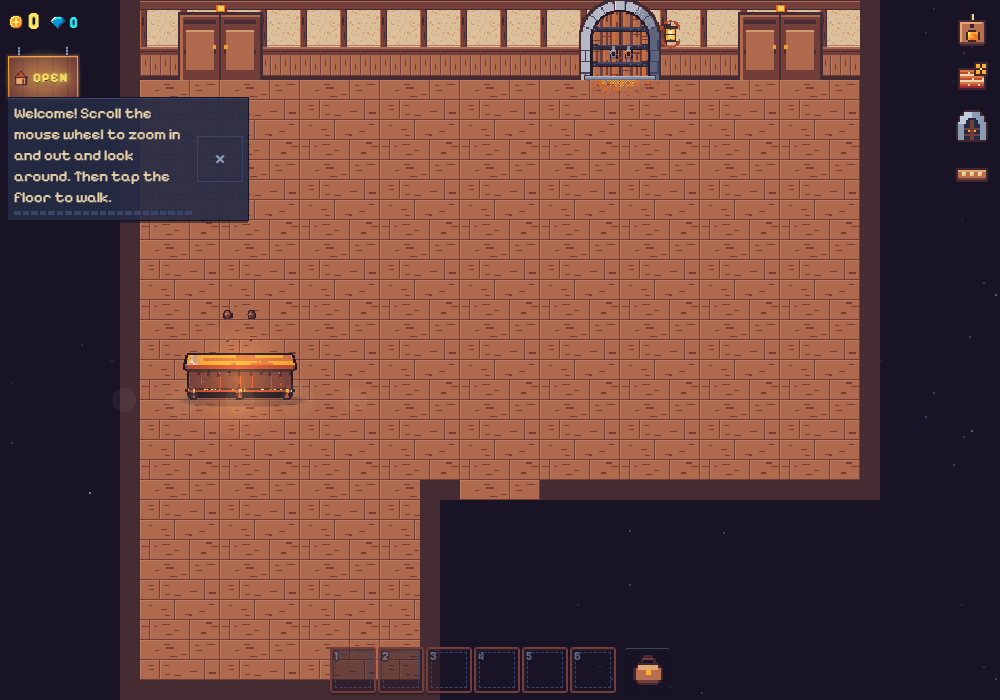 0 0
OPEN
Welcome! Scroll the
mouse wheel to zoom in
and out and look
around. Then tap the
floor to walk.
×
1 2 3 4 5 6